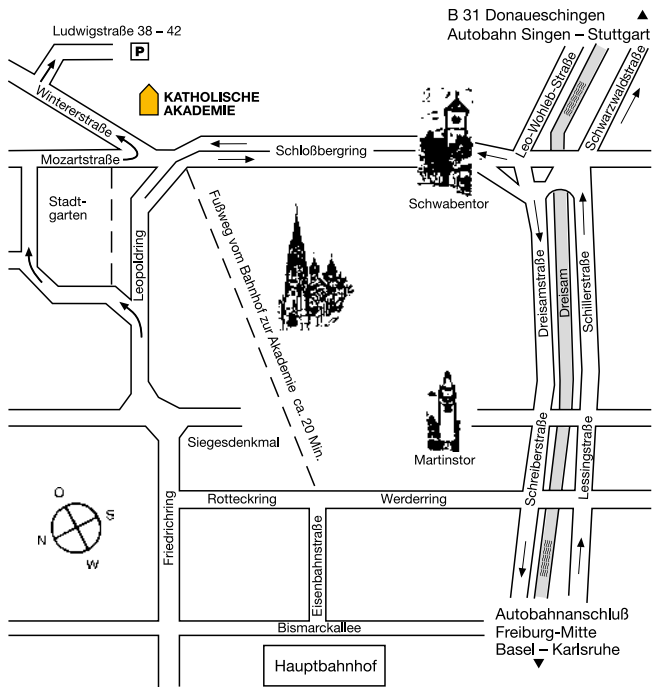 B 31 Donaueschingen ▲
Autobahn Singen – Stuttgart
Ludwigstraße 38 – 42
P
Wintererstraße
KATHOLISCHE
AKADEMIE
Leo-Wohleb-Straße
Schwarzwaldstraße
Mozartstraße
Schloßbergring
Schwabentor
Stadt-
garten
Leopoldring
Fußweg vom Bahnhof zur Akademie ca. 20 Min.
Dreisamstraße
Dreisam
Schillerstraße
Siegesdenkmal
Martinstor
Schreiberstraße
Lessingstraße
Rotteckring
Werderring
O
S
N
W
Friedrichring
Eisenbahnstraße
Bismarckallee
Hauptbahnhof
Autobahnanschluß
Freiburg-Mitte
Basel – Karlsruhe
▼